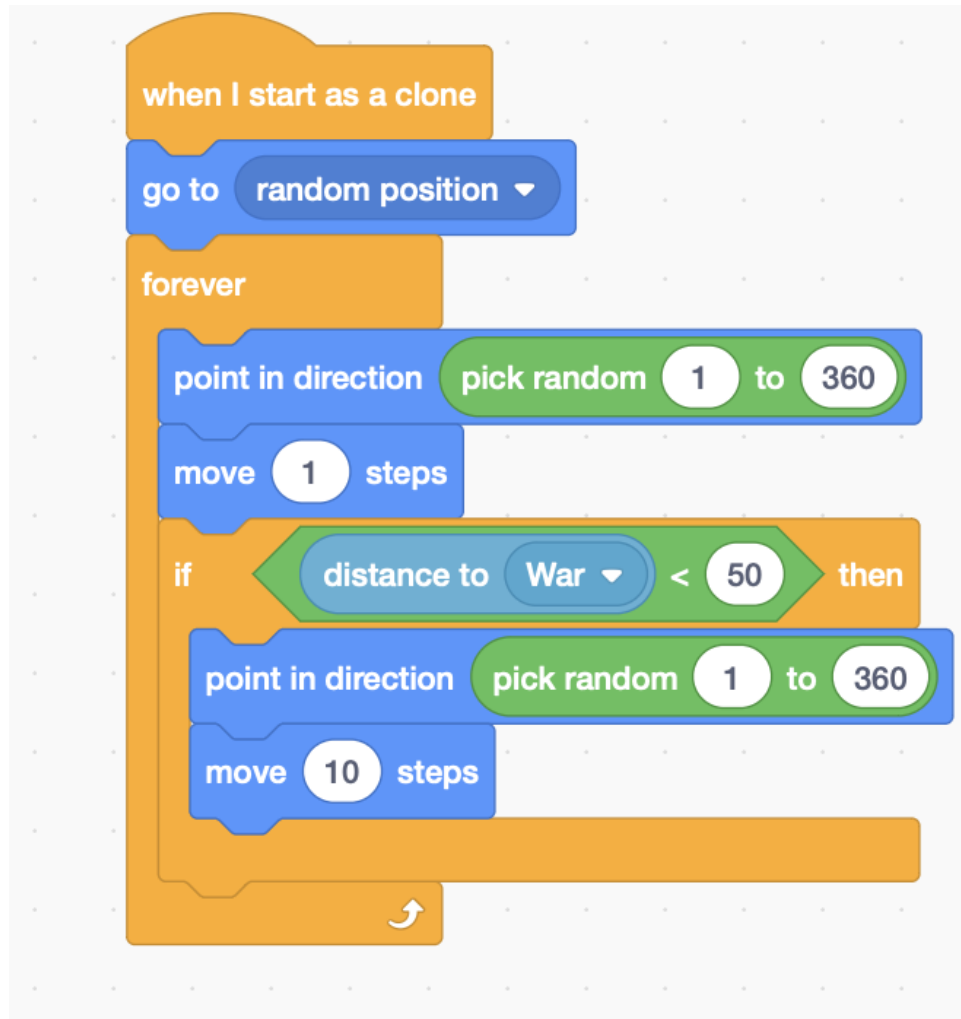 when I start as a clone
go to random position
forever
point in direction pick random 1 to 360
move 1 steps
if distance to War < 50 then
point in direction pick random 1 to 360
move 10 steps